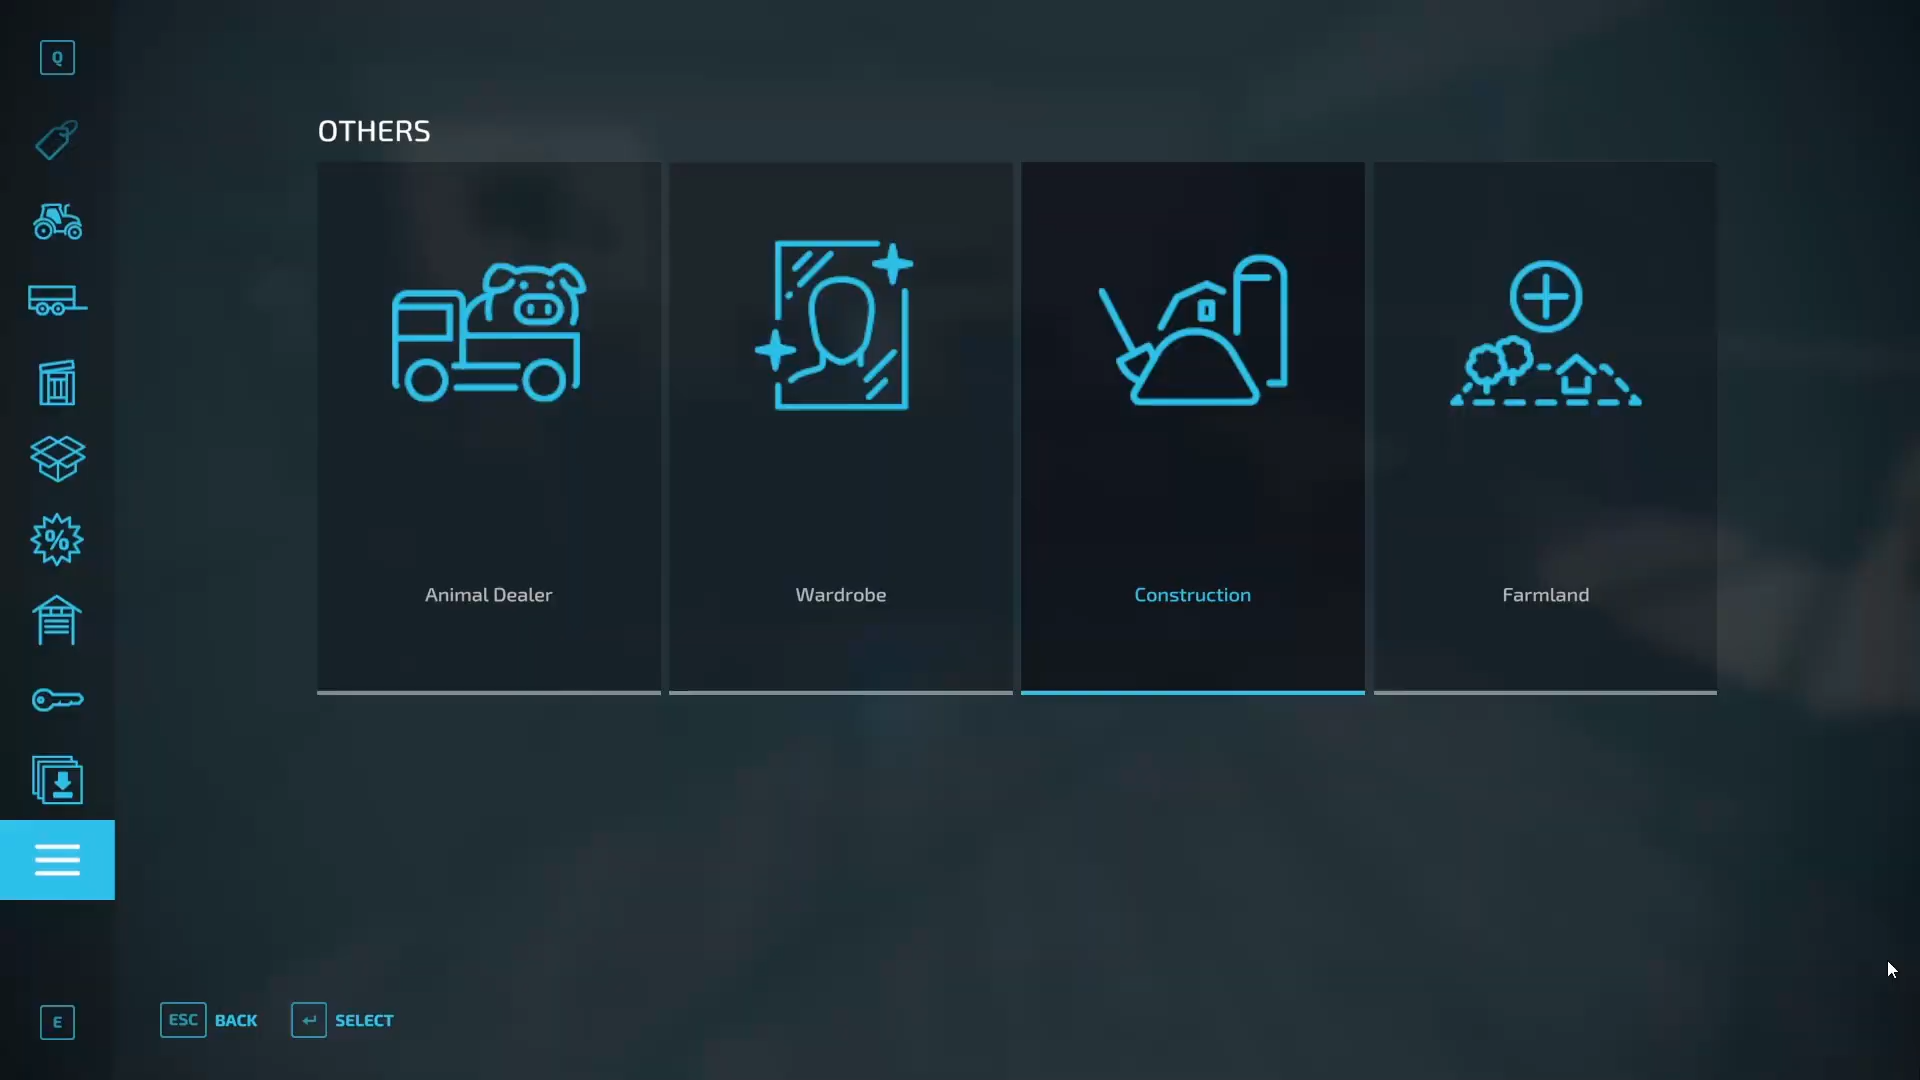 Q
OTHERS
%
Animal Dealer
Wardrobe
Construction
Farmland
E
ESC BACK
SELECT